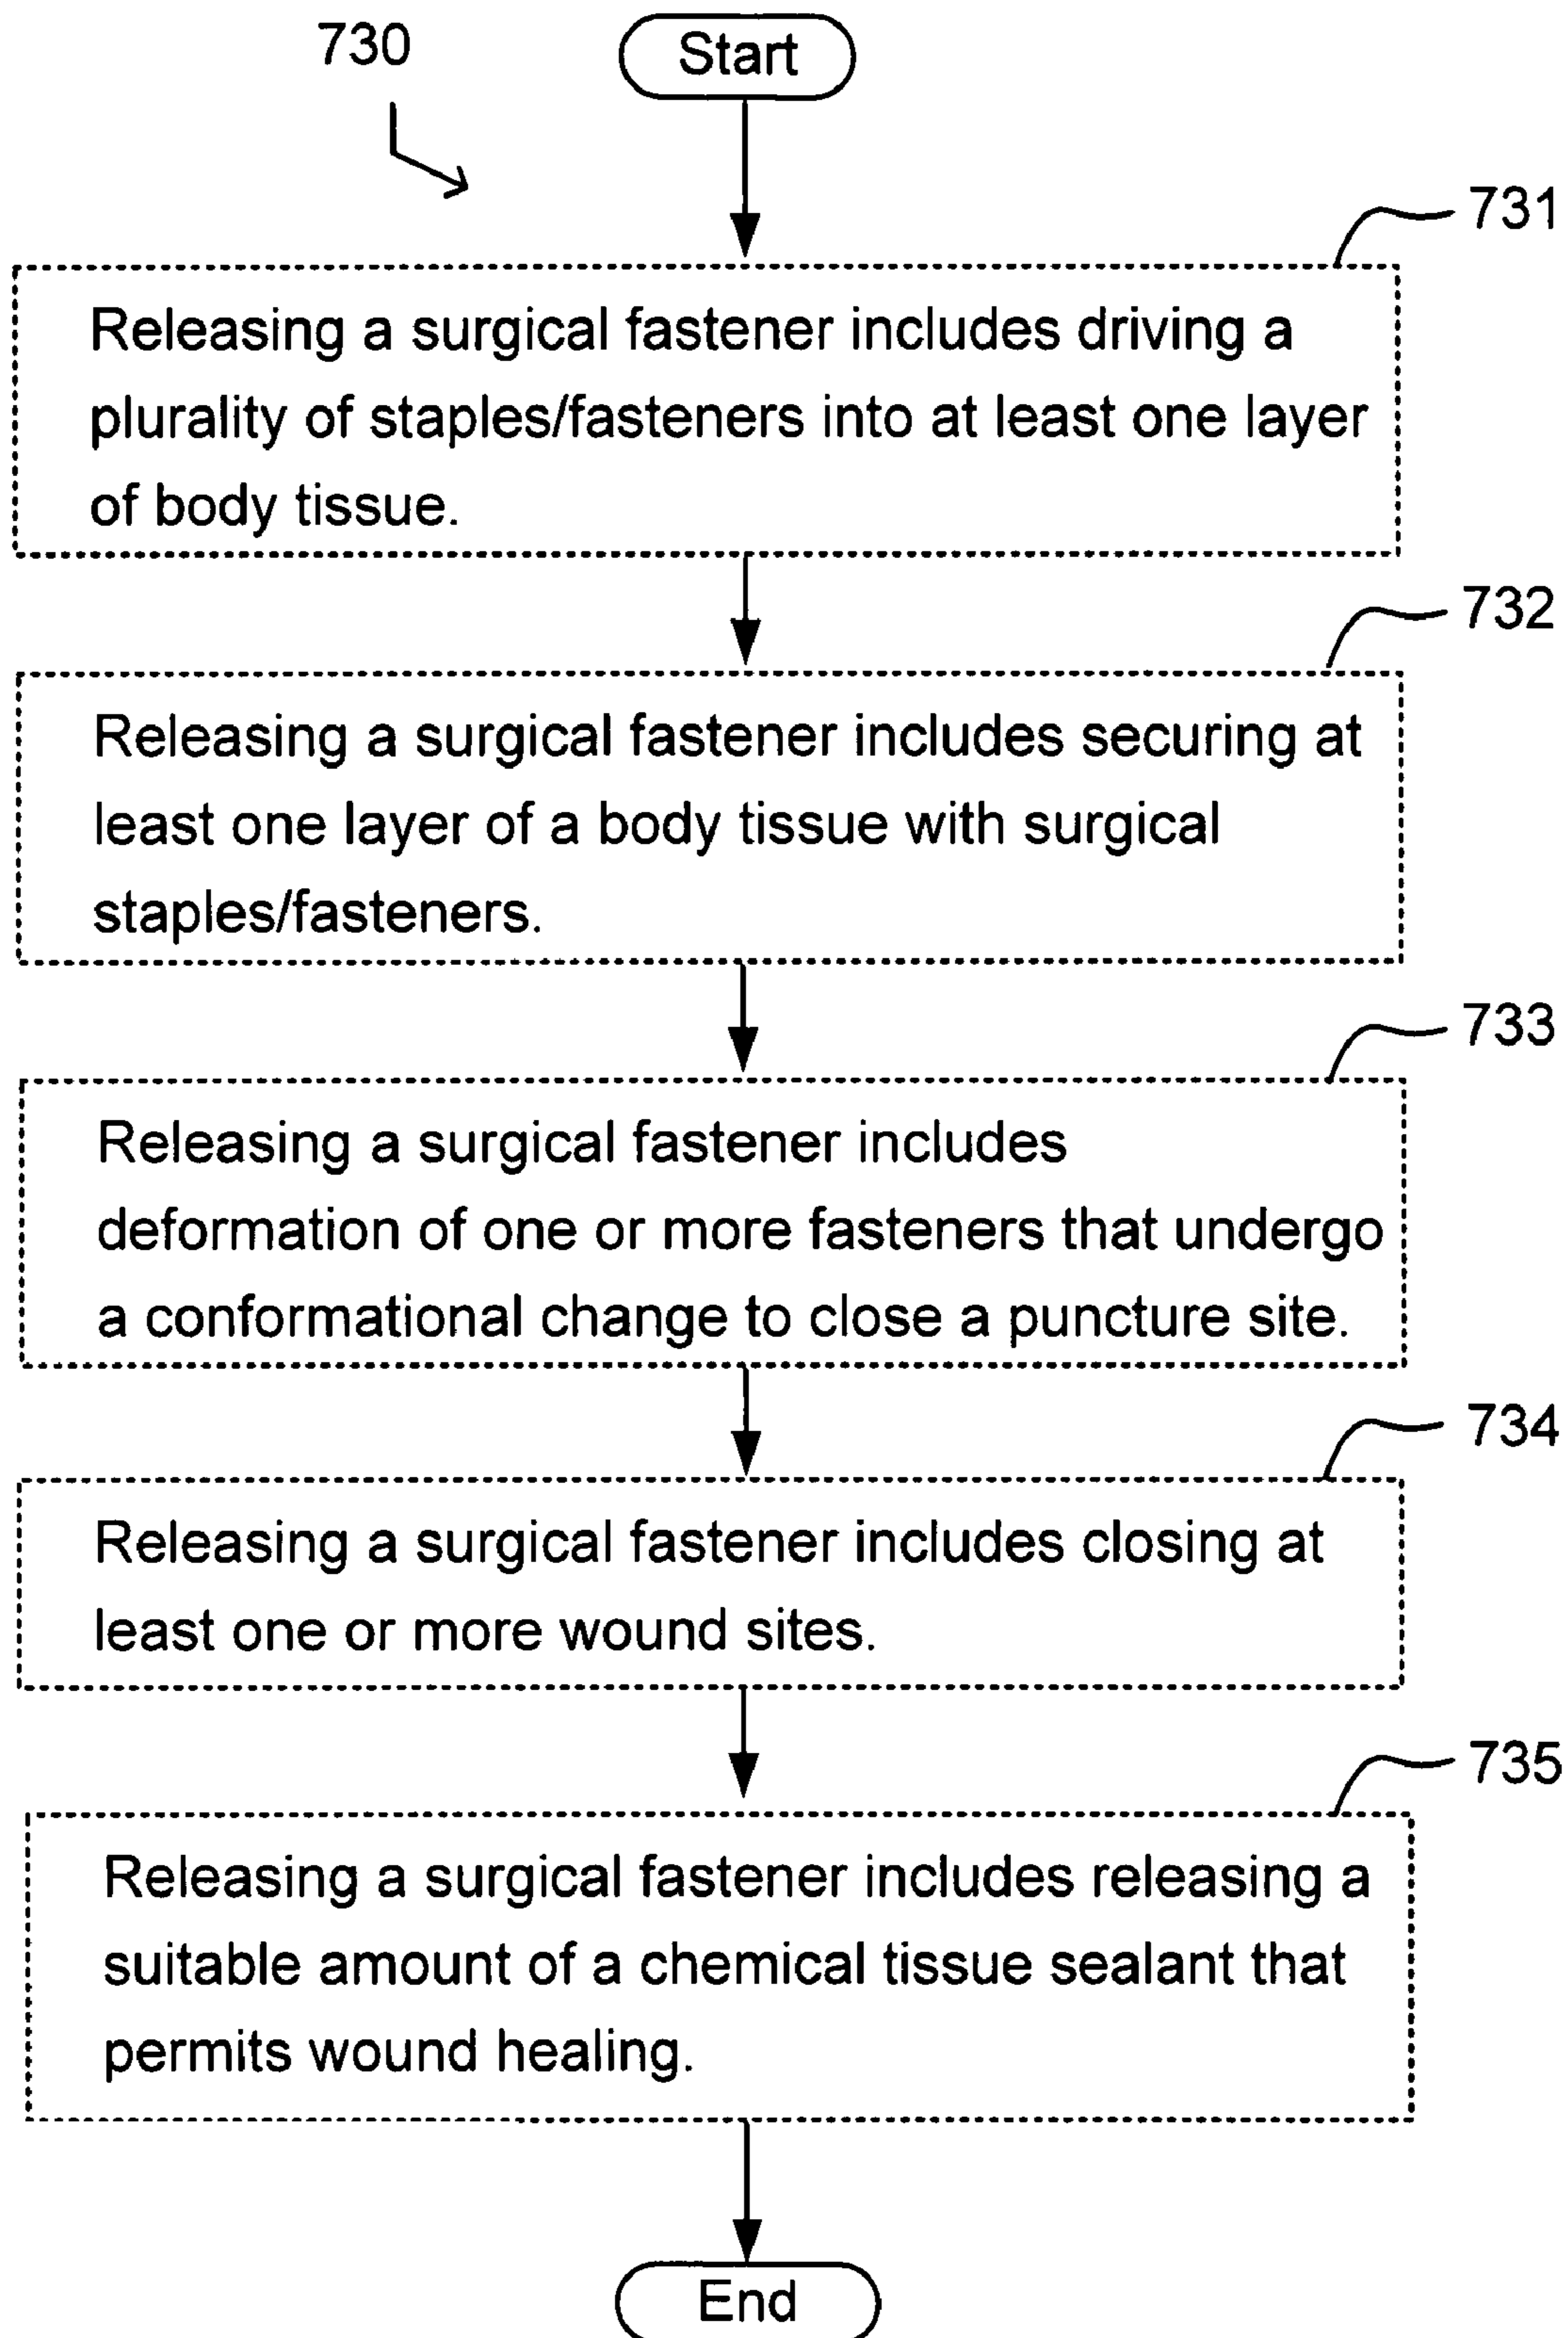 730
Start
731
Releasing a surgical fastener includes driving a
plurality of staples/fasteners into at least one layer
of body tissue.
732
Releasing a surgical fastener includes securing at
least one layer of a body tissue with surgical
staples/fasteners.
733
Releasing a surgical fastener includes
deformation of one or more fasteners that undergo
a conformational change to close a puncture site.
734
Releasing a surgical fastener includes closing at
least one or more wound sites.
735
Releasing a surgical fastener includes releasing a
suitable amount of a chemical tissue sealant that
permits wound healing.
End